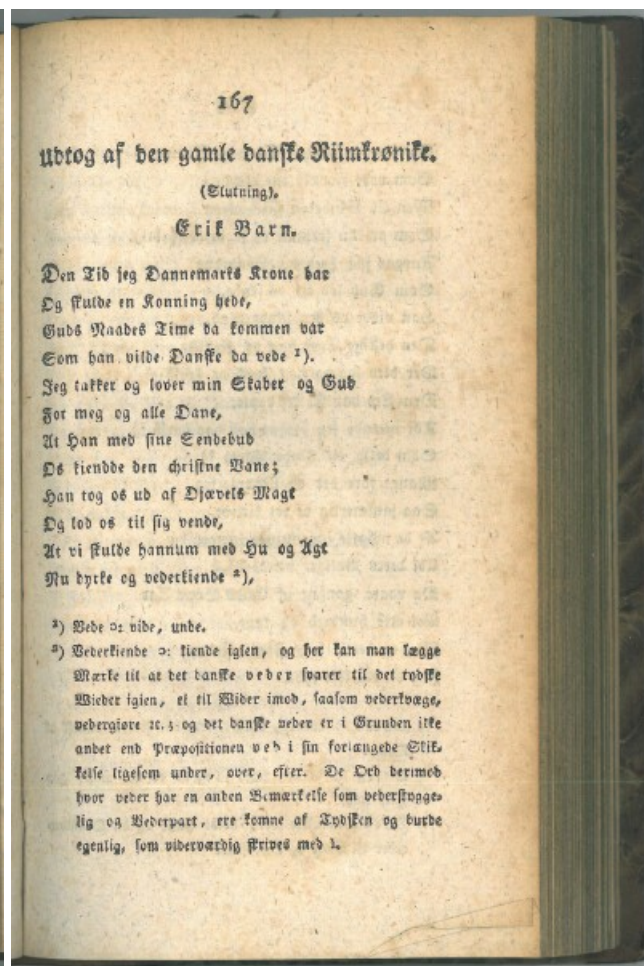 167
Udtog af den gamle danske Riimkrønike.
(Slutning).
Erik Barn.
Den Tid jeg Dannemarks Krone bar
Og skulde en Konning hede,
Guds Naades Time da kommen var
Som han vilde Danske da vede ¹).
Jeg takker og lover min Skaber og Gud
For meg og alle Dane,
At Han med sine Sendebud
Os kiendde den christne Vane;
Han tog os ud af Djævels Magt
Og lod os til sig vende,
At vi skulde hannum med Hu og Agt
Nu dyrke og vederkiende ²),
¹) Vede ɔ: vide, unde.
²) Vederkiende ɔ: kiende igien, og her kan man lægge
Mærke til at det danske veder svarer til det tydske
Wieder igien, ei til Wider imod, saasom vederkvæge,
vedergiøre ꝛc.; og det danske veder er i Grunden ikke
andet end Præpositionen ved i sin forlængede Skik-
kelse ligesom under, over, efter. De Ord derimod
hvor veder har en anden Bemærkelse som vederstygge-
lig og Vederpart, ere komne af Tydsken og burde
egenlig, som viderværdig skrives med i.